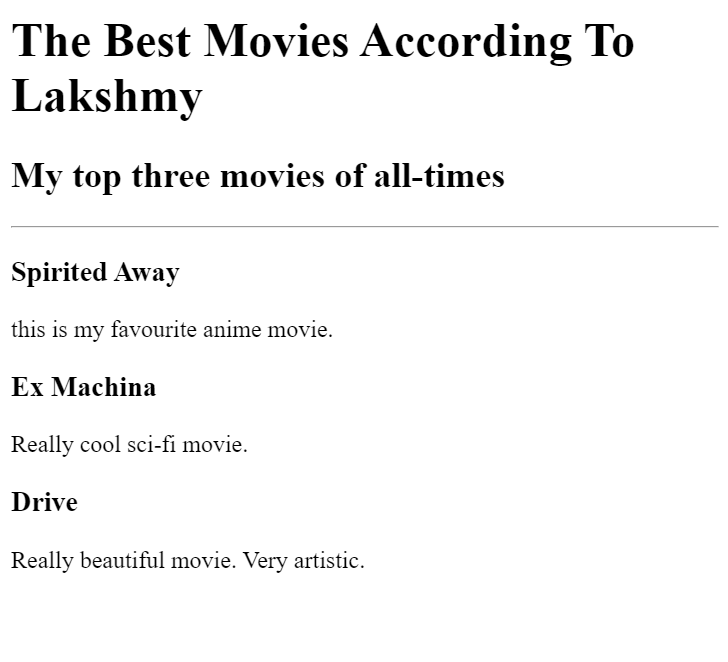 The Best Movies According To
Lakshmy
My top three movies of all-times
Spirited Away
this is my favourite anime movie.
Ex Machina
Really cool sci-fi movie.
Drive
Really beautiful movie. Very artistic.